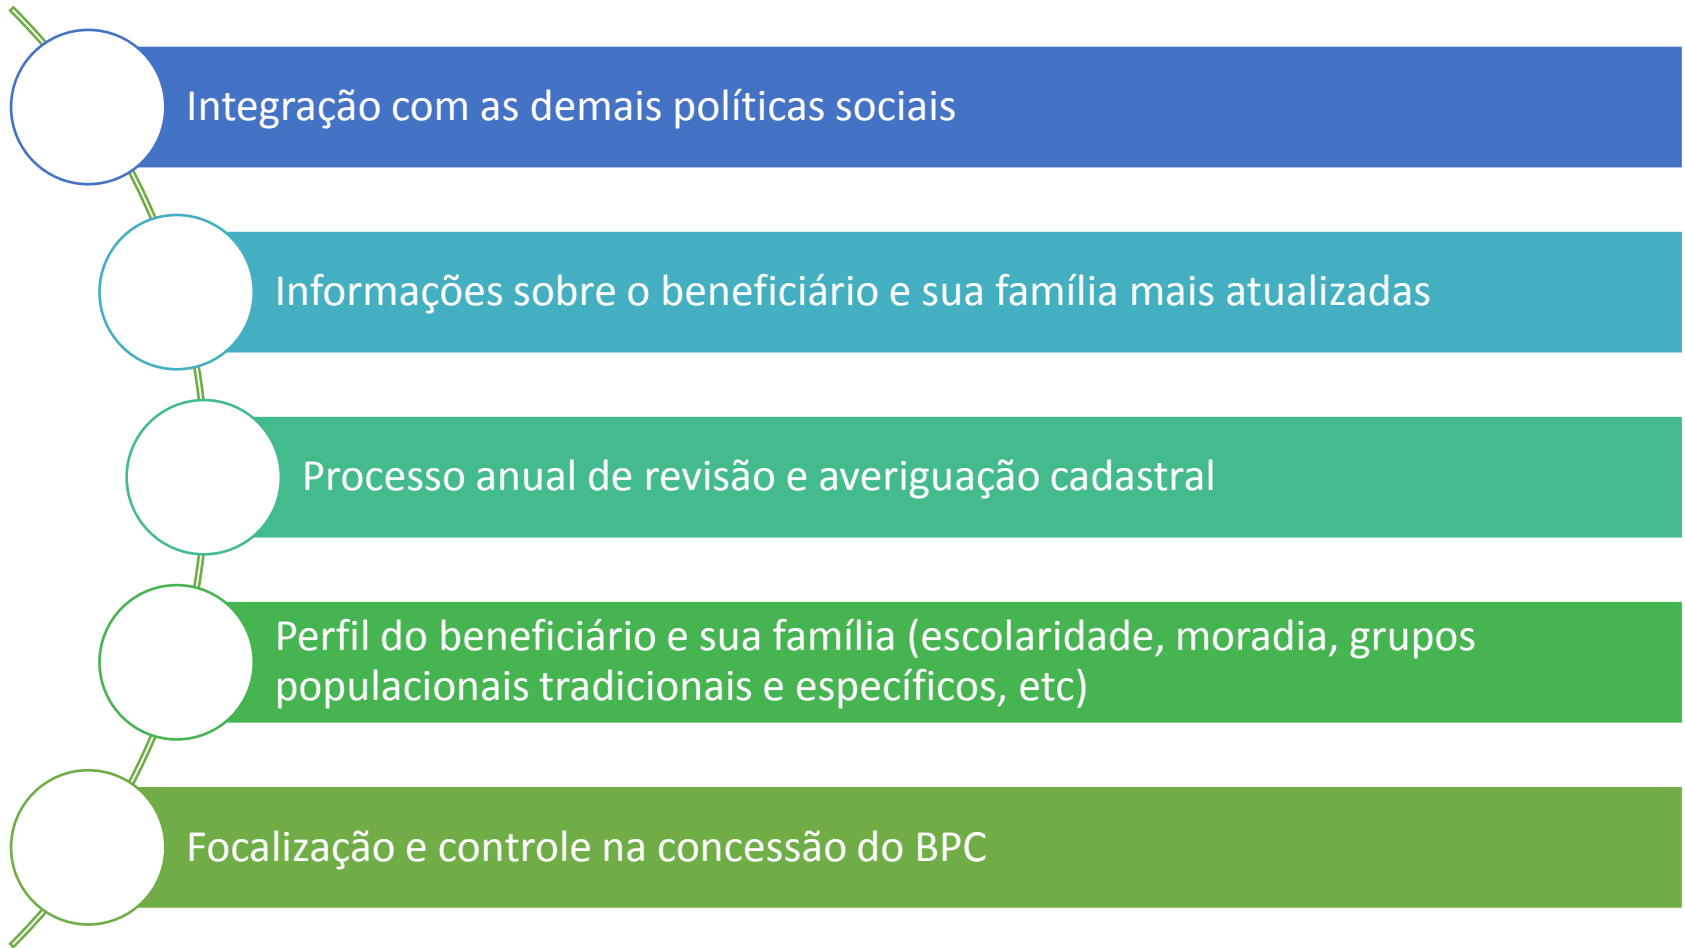 Integração com as demais políticas sociais
Informações sobre o beneficiário e sua família mais atualizadas
Processo anual de revisão e averiguação cadastral
Perfil do beneficiário e sua família (escolaridade, moradia, grupos
populacionais tradicionais e específicos, etc)
Focalização e controle na concessão do BPC